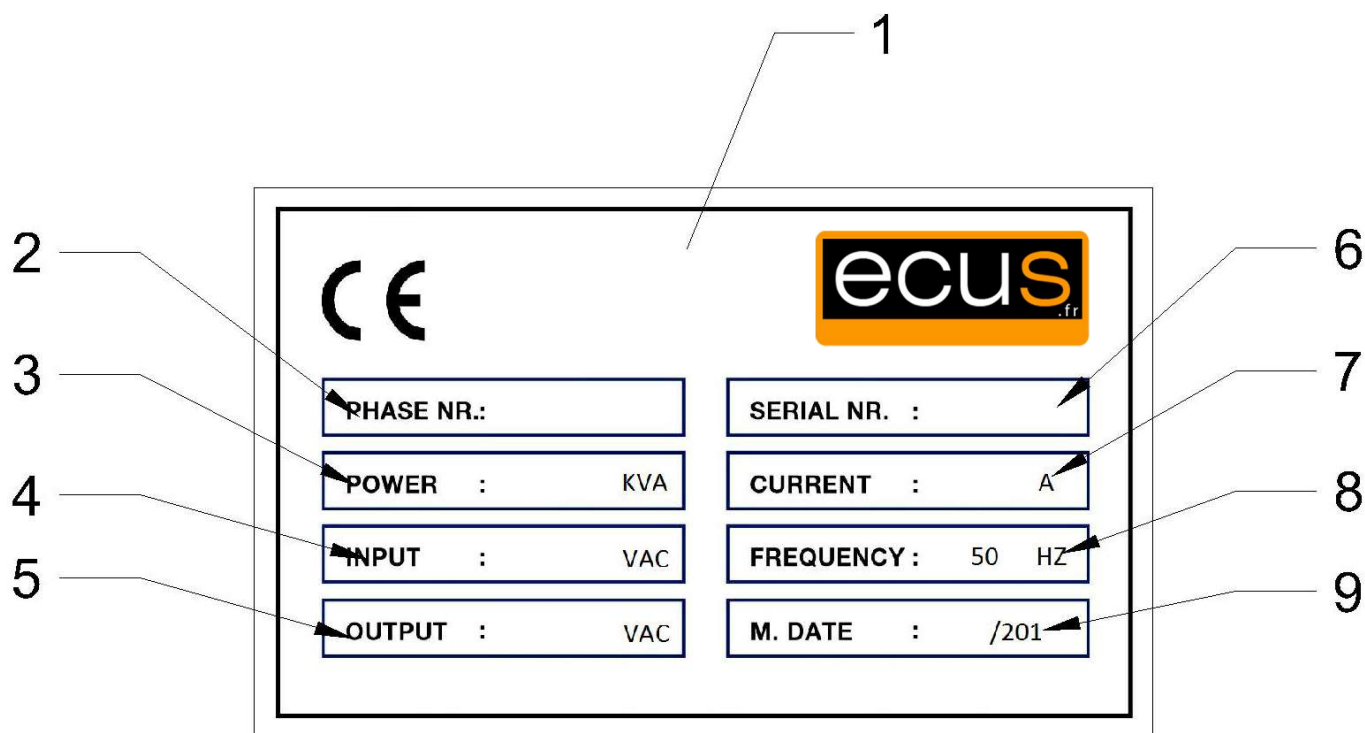 1
2
6
CE
ecus
.fr
3
7
PHASE NR.:
SERIAL NR. :
4
POWER : KVA
CURRENT : A
8
5
INPUT : VAC
FREQUENCY : 50 HZ
9
OUTPUT : VAC
M. DATE : /201